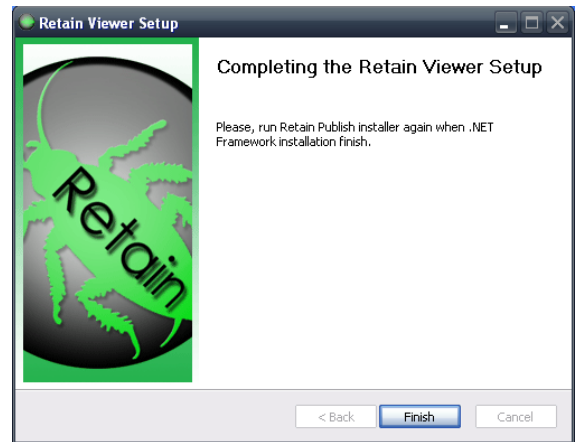 Retain Viewer Setup
Completing the Retain Viewer Setup
Please, run Retain Publish installer again when .NET
Framework installation finish.
Retain
< Back
Finish
Cancel